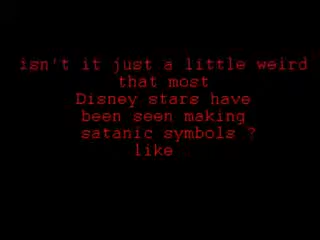 isn't it just a little weird
that most
Disney stars have
been seen making
satanic symbols ?
like